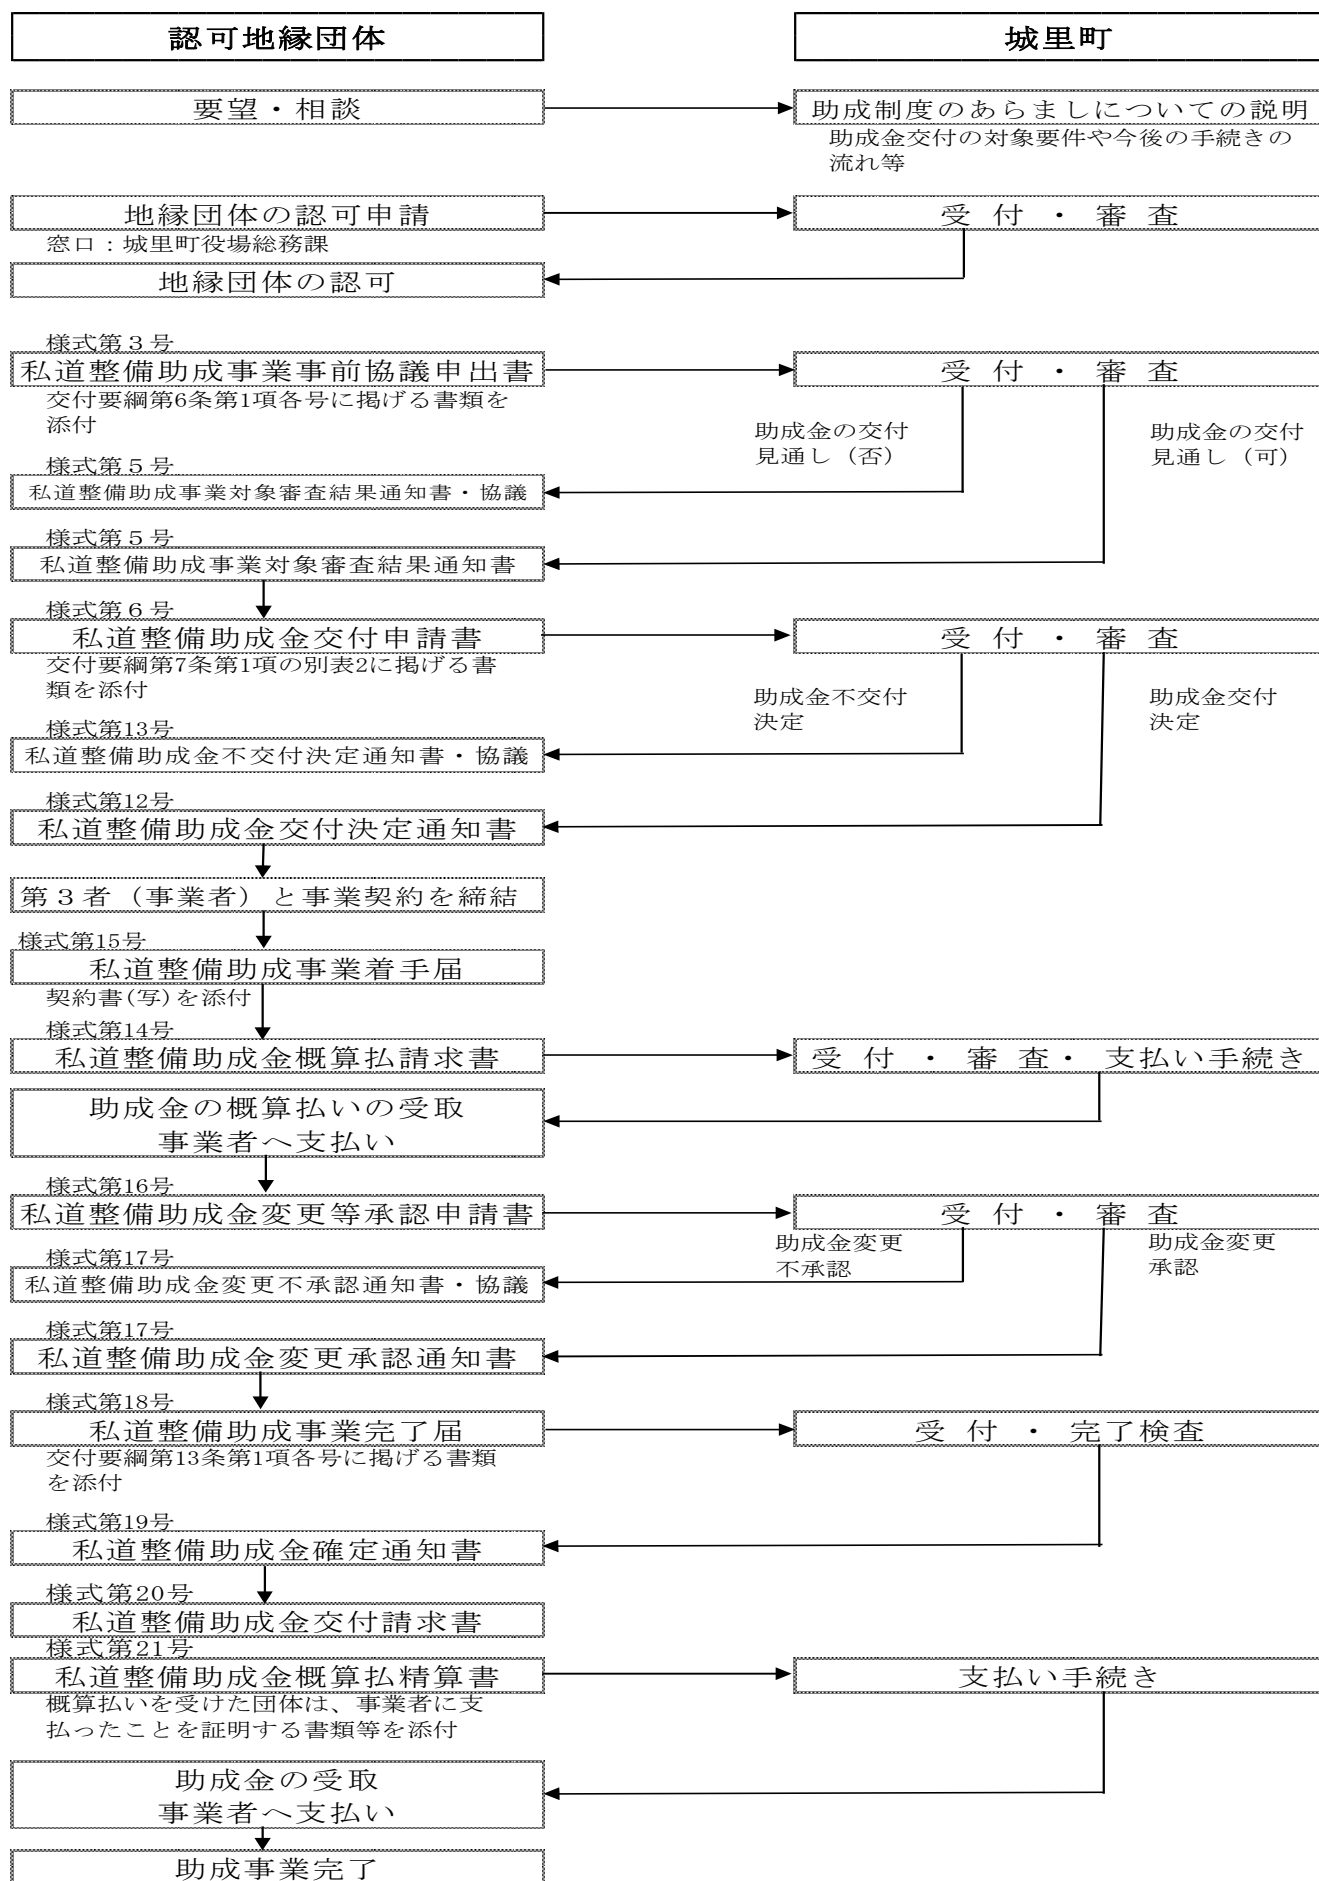 認可地縁団体
城里町
要望・相談
助成制度のあらましについての説明
助成金交付の対象要件や今後の手続きの
流れ等
地縁団体の認可申請
受 付 ・ 審 査
窓口：城里町役場総務課
地縁団体の認可
様式第３号
私道整備助成事業事前協議申出書
受 付 ・ 審 査
交付要綱第6条第1項各号に掲げる書類を
添付
助成金の交付
見通し（否）
助成金の交付
見通し（可）
様式第５号
私道整備助成事業対象審査結果通知書・協議
様式第５号
私道整備助成事業対象審査結果通知書
様式第６号
私道整備助成金交付申請書
受 付 ・ 審 査
交付要綱第7条第1項の別表2に掲げる書
類を添付
助成金不交付
決定
助成金交付
決定
様式第13号
私道整備助成金不交付決定通知書・協議
様式第12号
私道整備助成金交付決定通知書
第３者（事業者）と事業契約を締結
様式第15号
私道整備助成事業着手届
契約書(写)を添付
様式第14号
私道整備助成金概算払請求書
受 付 ・ 審 査・ 支払い手続き
助成金の概算払いの受取
事業者へ支払い
様式第16号
私道整備助成金変更等承認申請書
受 付 ・ 審 査
助成金変更
不承認
助成金変更
承認
様式第17号
私道整備助成金変更不承認通知書・協議
様式第17号
私道整備助成金変更承認通知書
様式第18号
私道整備助成事業完了届
受 付 ・ 完了検査
交付要綱第13条第1項各号に掲げる書類
を添付
様式第19号
私道整備助成金確定通知書
様式第20号
私道整備助成金交付請求書
様式第21号
私道整備助成金概算払精算書
支払い手続き
概算払いを受けた団体は、事業者に支
払ったことを証明する書類等を添付
助成金の受取
事業者へ支払い
助成事業完了